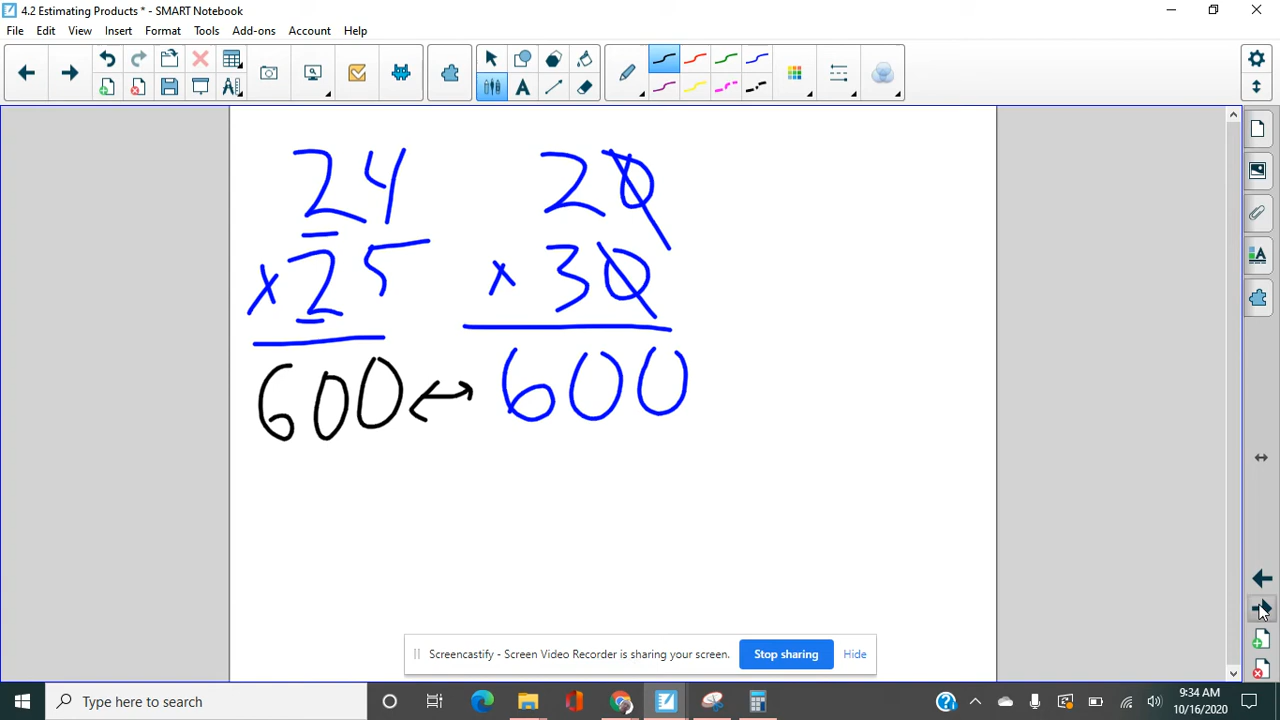 4.2 Estimating Products * - SMART Notebook
File Edit View Insert Format Tools Add-ons Account Help
24 20
× 25 × 30
600 ↔ 600
Screencastify - Screen Video Recorder is sharing your screen. Stop sharing Hide
Type here to search
9:34 AM
10/16/2020